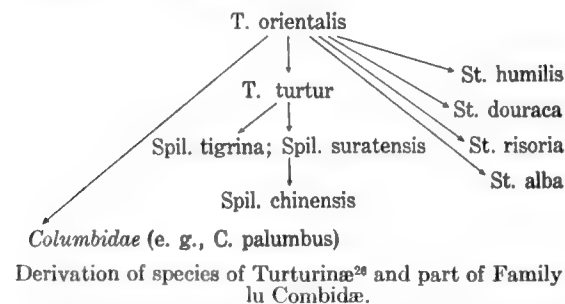 T. orientalis
St. humilis
T. turtur
St. douraca
Spil. tigrina; Spil. suratensis
St. risoria
St. alba
Spil. chinensis
Columbidae (e. g., C. palumbus)
Derivation of species of Turturinæ²⁶ and part of Family
lu Combidæ.